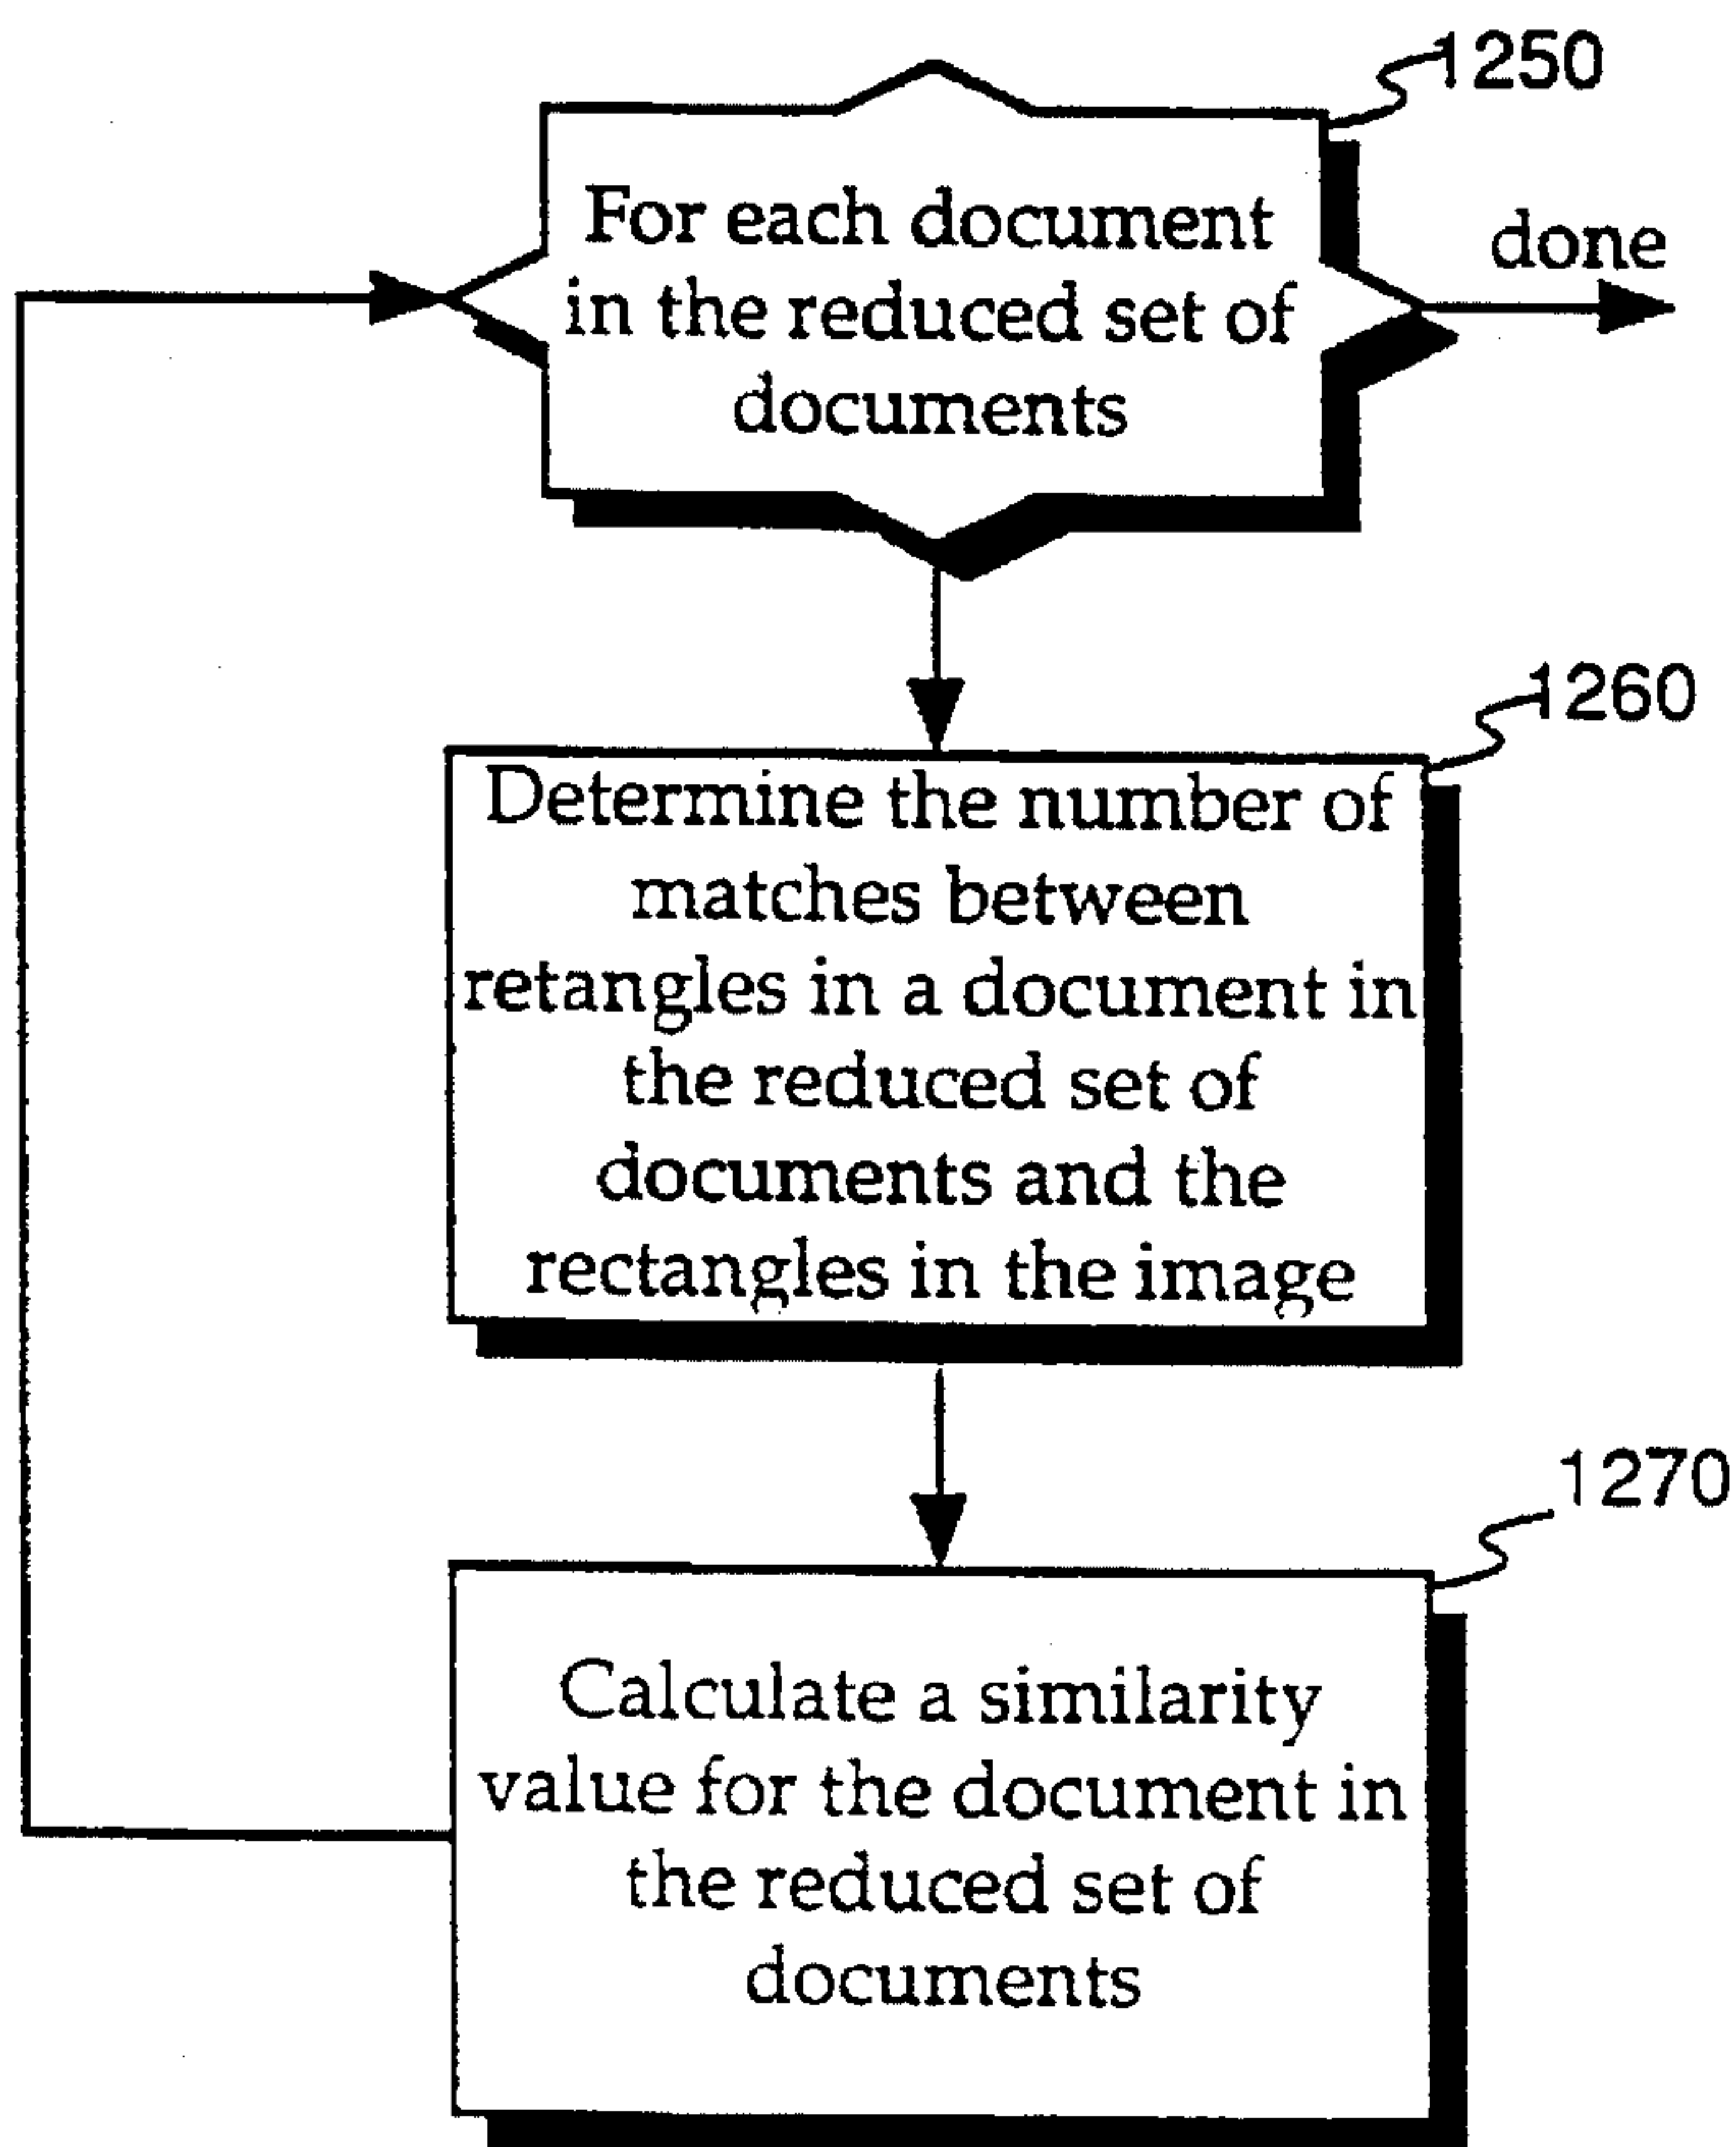 1250
For each document
in the reduced set of
documents
done
1260
Determine the number of
matches between
retangles in a document in
the reduced set of
documents and the
rectangles in the image
1270
Calculate a similarity
value for the document in
the reduced set of
documents